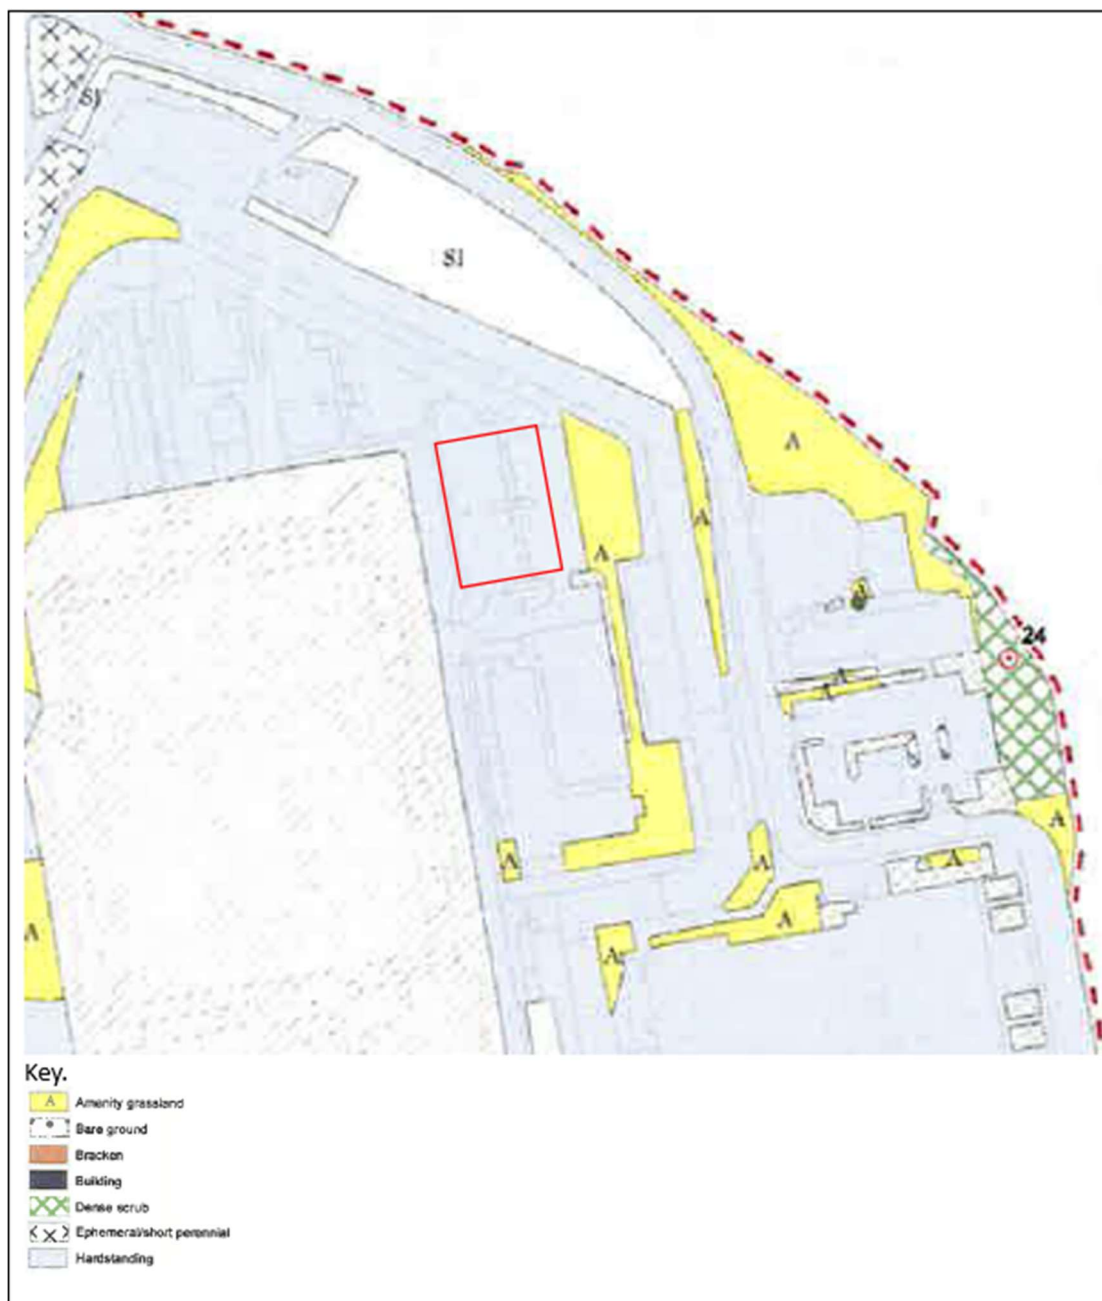 SI
SI
A
A
A
A
24
A
A
A
A
A
A
A
A
Key.
A Amenity grassland
Bare ground
Bracken
Building
Dense scrub
Ephemeral/short perennial
Hardstanding